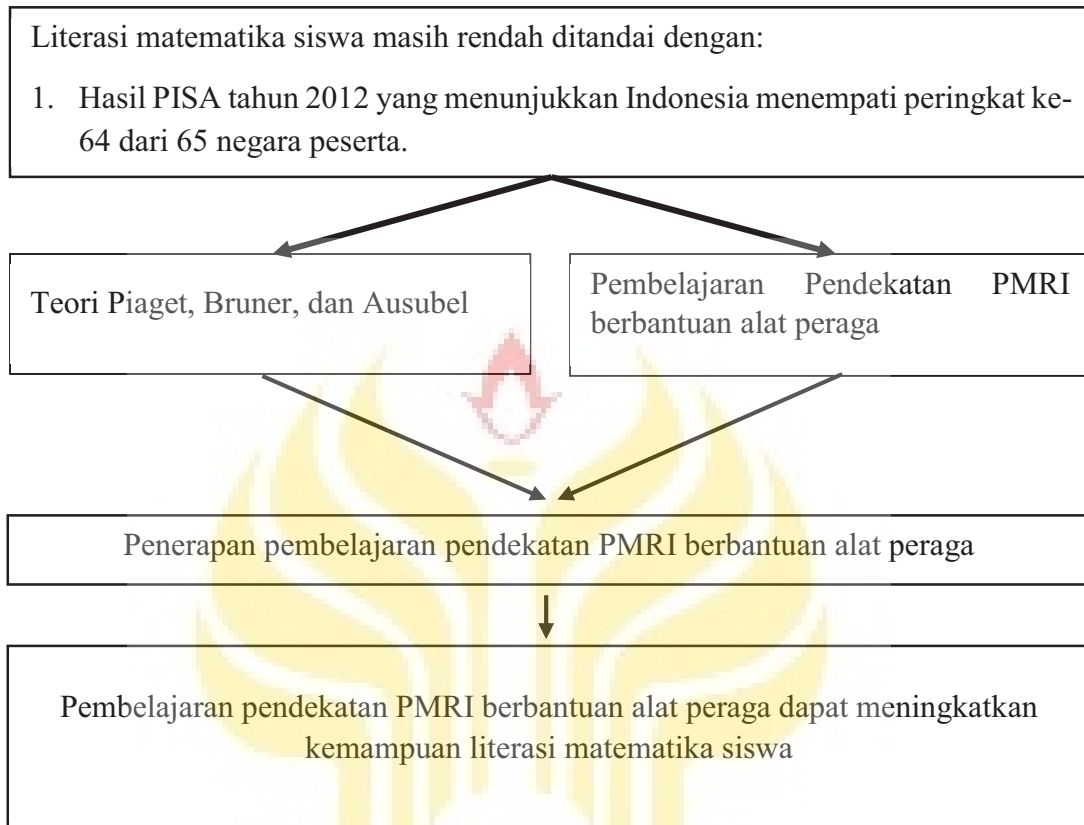 Literasi matematika siswa masih rendah ditandai dengan:
1. Hasil PISA tahun 2012 yang menunjukkan Indonesia menempati peringkat ke-
64 dari 65 negara peserta.
Teori Piaget, Bruner, dan Ausubel
Pembelajaran Pendekatan PMRI
berbantuan alat peraga
Penerapan pembelajaran pendekatan PMRI berbantuan alat peraga
Pembelajaran pendekatan PMRI berbantuan alat peraga dapat meningkatkan
kemampuan literasi matematika siswa